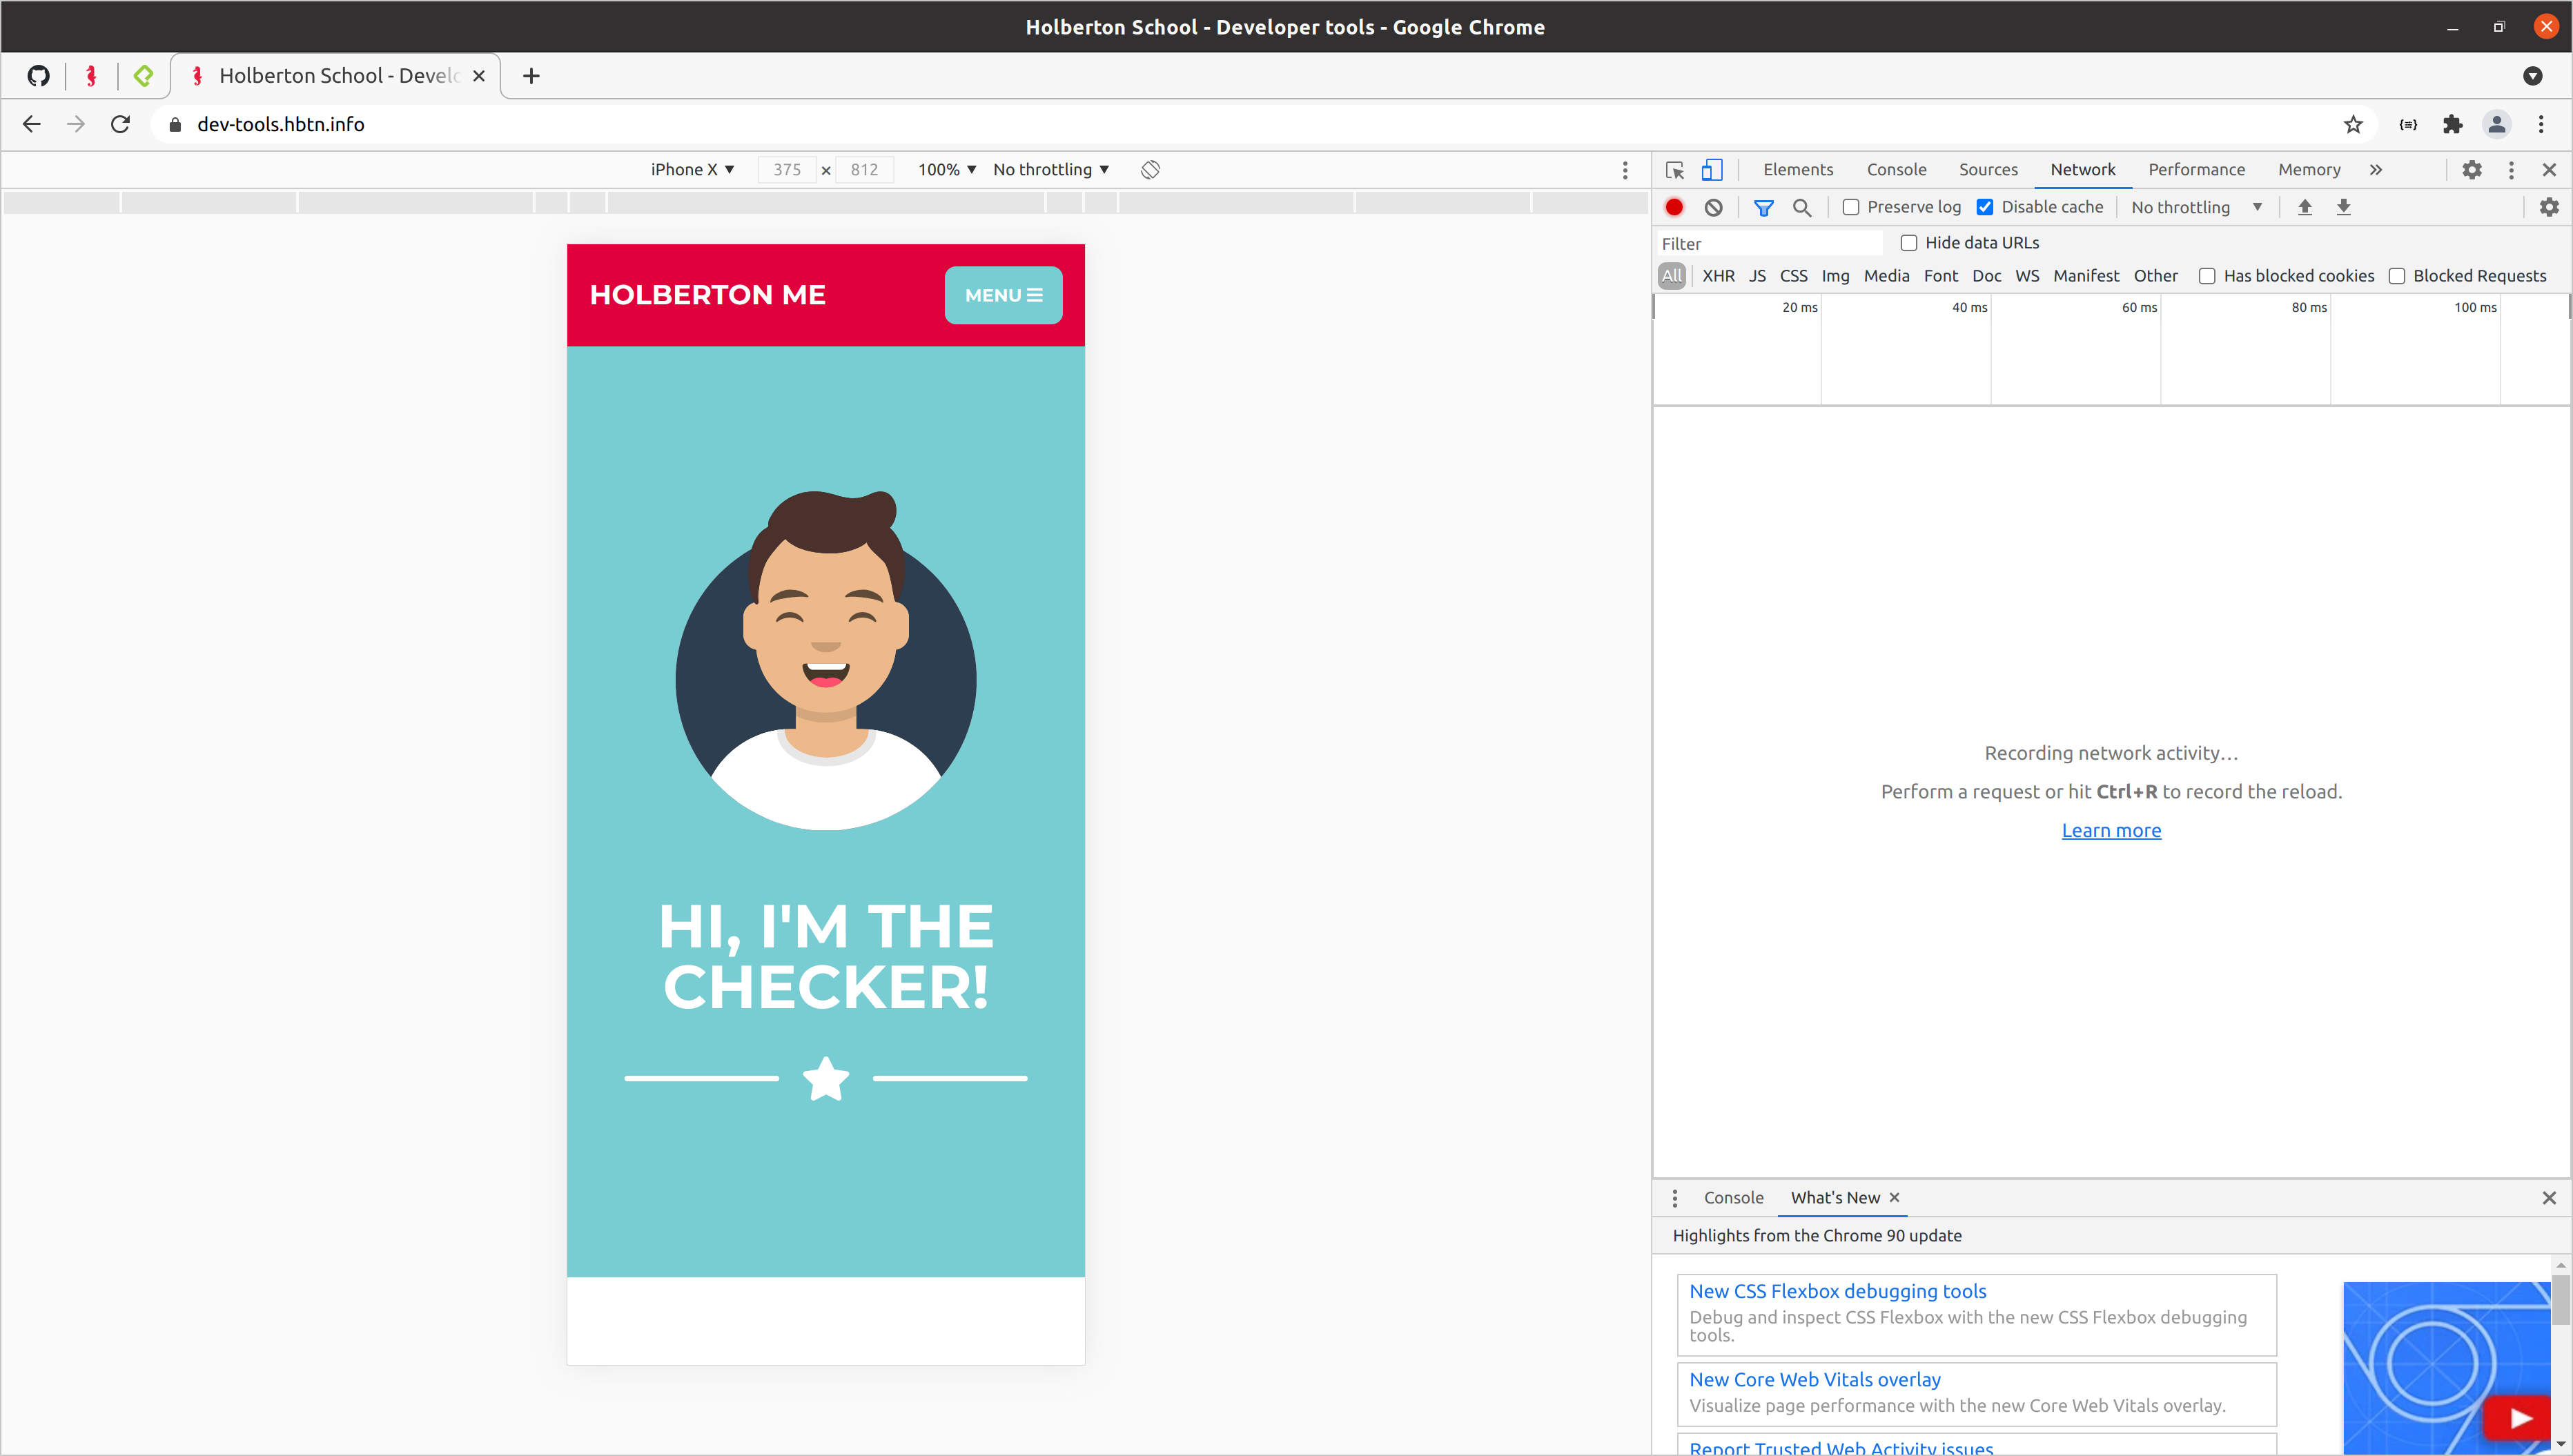 Holberton School - Developer tools - Google Chrome
Holberton School - Develo
dev-tools.hbtn.info
iPhone X 375 × 812 100% No throttling
Elements Console Sources Network Performance Memory
Preserve log Disable cache No throttling
Filter Hide data URLs
All XHR JS CSS Img Media Font Doc WS Manifest Other Has blocked cookies Blocked Requests
20 ms 40 ms 60 ms 80 ms 100 ms
HOLBERTON ME
MENU
HI, I'M THE
CHECKER!
Recording network activity…
Perform a request or hit Ctrl+R to record the reload.
Learn more
Console What's New
Highlights from the Chrome 90 update
New CSS Flexbox debugging tools
Debug and inspect CSS Flexbox with the new CSS Flexbox debugging
tools.
New Core Web Vitals overlay
Visualize page performance with the new Core Web Vitals overlay.
Report Trusted Web Activity issues